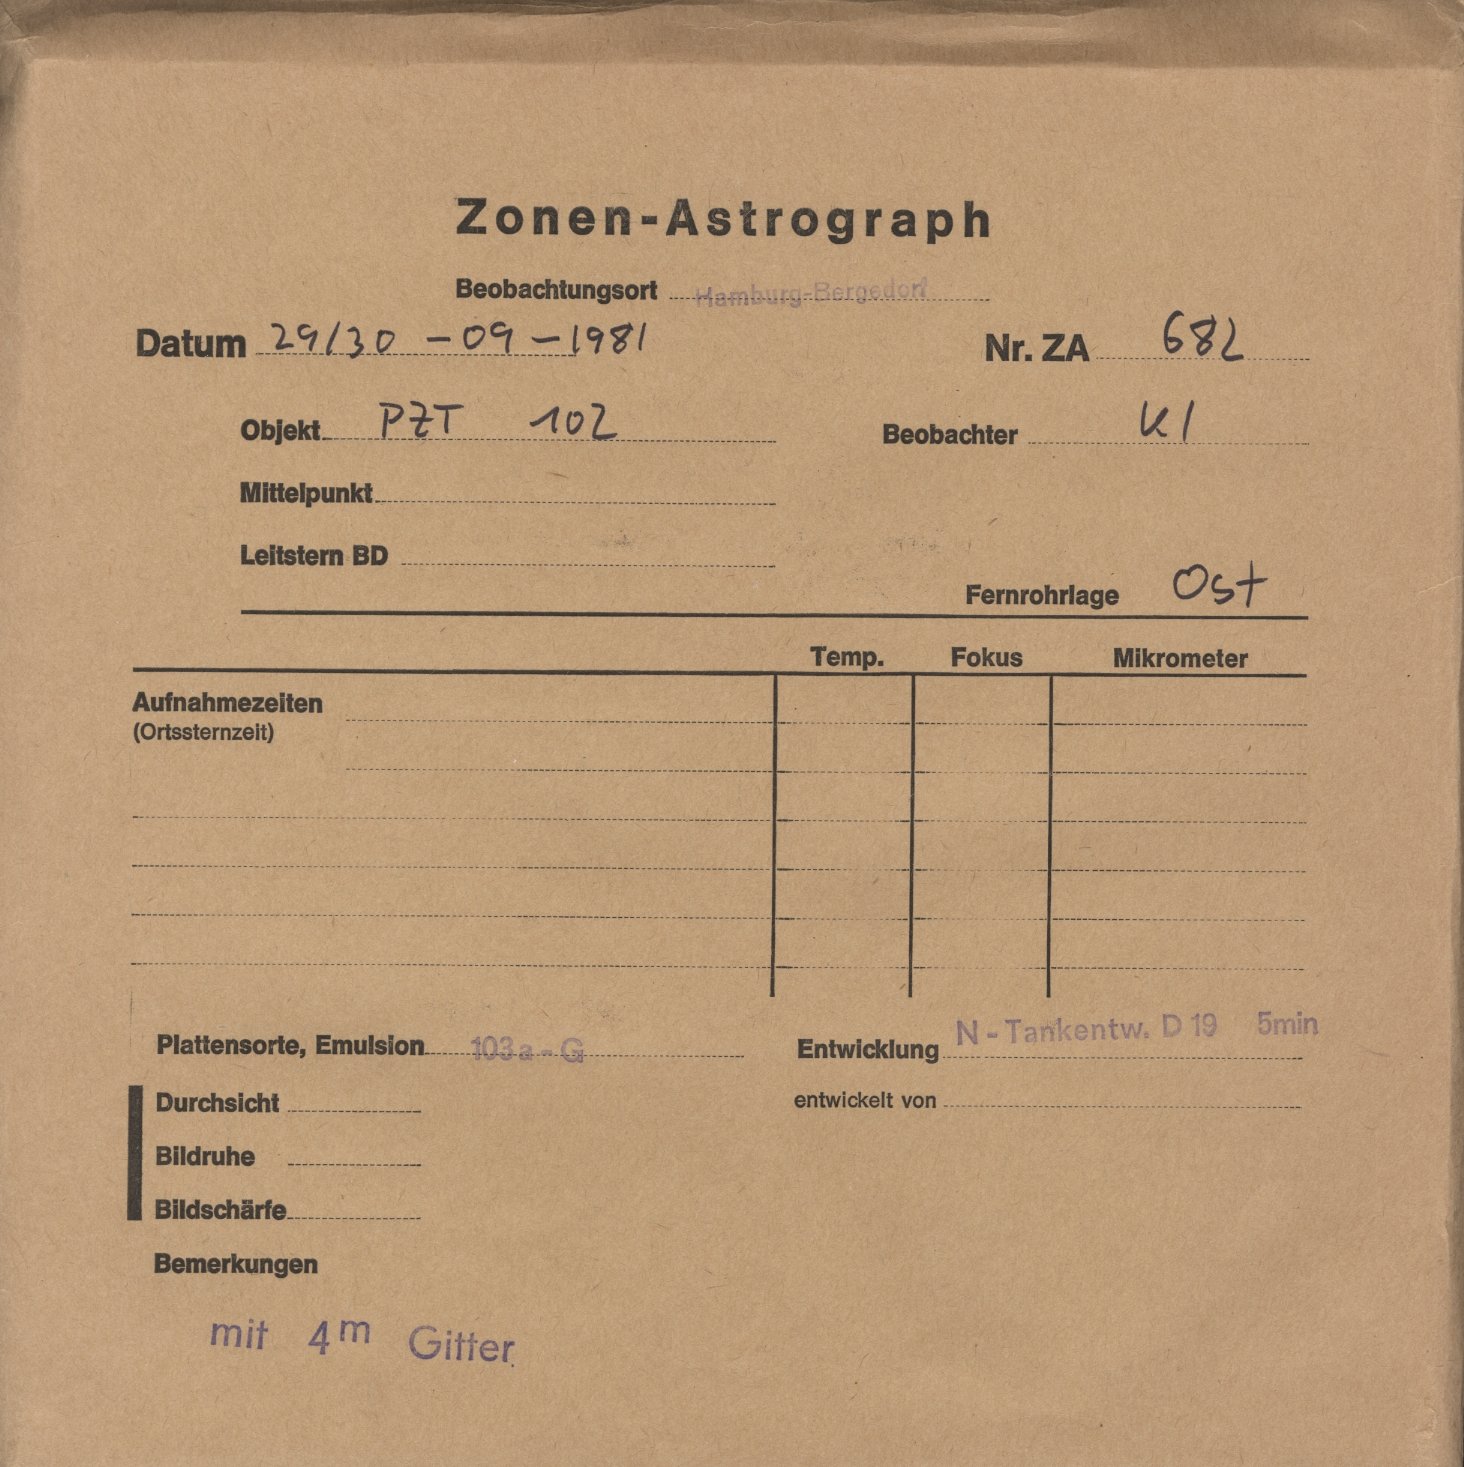 Zonen-Astrograph
Beobachtungsort Hamburg-Bergedorf
Datum 29/30 - 09 - 1981 Nr. ZA 682
Objekt PZT 102 Beobachter Kl
Mittelpunkt
Leitstern BD
Fernrohrlage Ost
Temp. Fokus Mikrometer
Aufnahmezeiten
(Ortssternzeit)
Plattensorte, Emulsion 103a-G Entwicklung N-Tankentw. D 19 5min
Durchsicht entwickelt von
Bildruhe
Bildschärfe
Bemerkungen
mit 4m Gitter